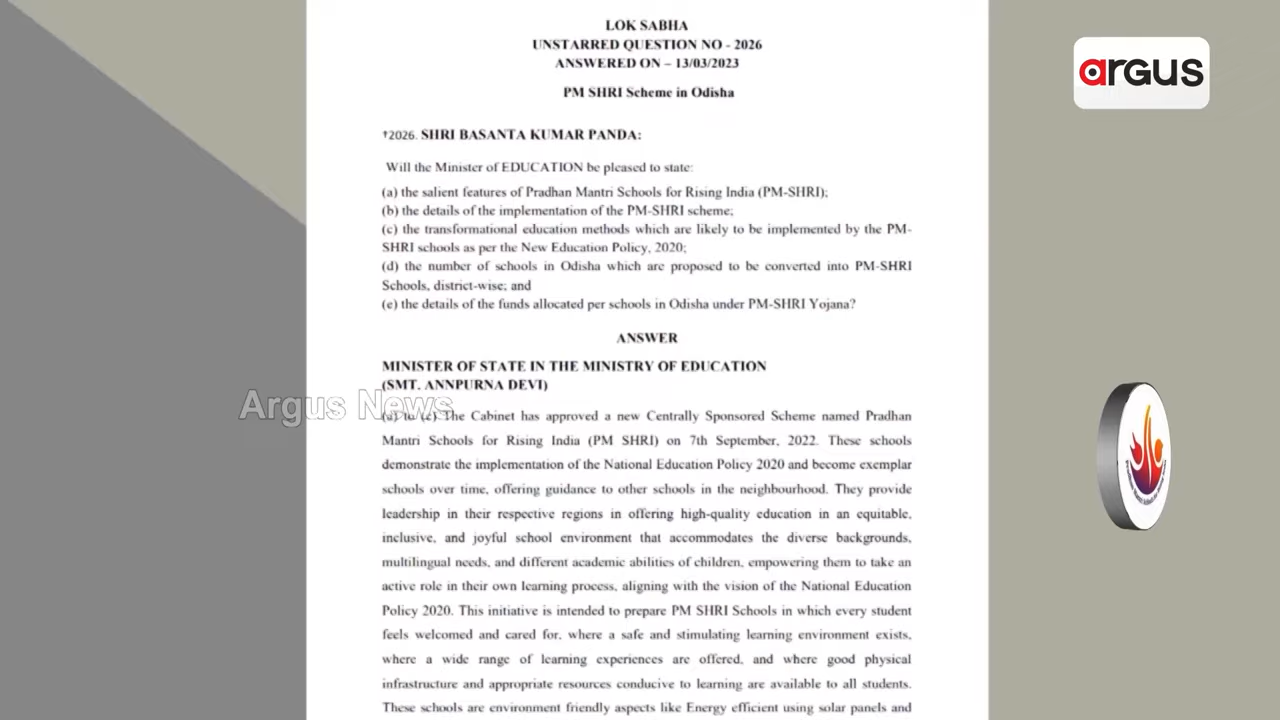 LOK SABHA
UNSTARRED QUESTION NO - 2026
ANSWERED ON – 13/03/2023
PM SHRI Scheme in Odisha
†2026. SHRI BASANTA KUMAR PANDA:
Will the Minister of EDUCATION be pleased to state:
(a) the salient features of Pradhan Mantri Schools for Rising India (PM-SHRI);
(b) the details of the implementation of the PM-SHRI scheme;
(c) the transformational education methods which are likely to be implemented by the PM-
SHRI schools as per the New Education Policy, 2020;
(d) the number of schools in Odisha which are proposed to be converted into PM-SHRI
Schools, district-wise; and
(e) the details of the funds allocated per schools in Odisha under PM-SHRI Yojana?
ANSWER
MINISTER OF STATE IN THE MINISTRY OF EDUCATION
(SMT. ANNPURNA DEVI)
(a) to (e) The Cabinet has approved a new Centrally Sponsored Scheme named Pradhan
Mantri Schools for Rising India (PM SHRI) on 7th September, 2022. These schools
demonstrate the implementation of the National Education Policy 2020 and become exemplar
schools over time, offering guidance to other schools in the neighbourhood. They provide
leadership in their respective regions in offering high-quality education in an equitable,
inclusive, and joyful school environment that accommodates the diverse backgrounds,
multilingual needs, and different academic abilities of children, empowering them to take an
active role in their own learning process, aligning with the vision of the National Education
Policy 2020. This initiative is intended to prepare PM SHRI Schools in which every student
feels welcomed and cared for, where a safe and stimulating learning environment exists,
where a wide range of learning experiences are offered, and where good physical
infrastructure and appropriate resources conducive to learning are available to all students.
These schools are environment friendly aspects like Energy efficient using solar panels and
argus
Argus News